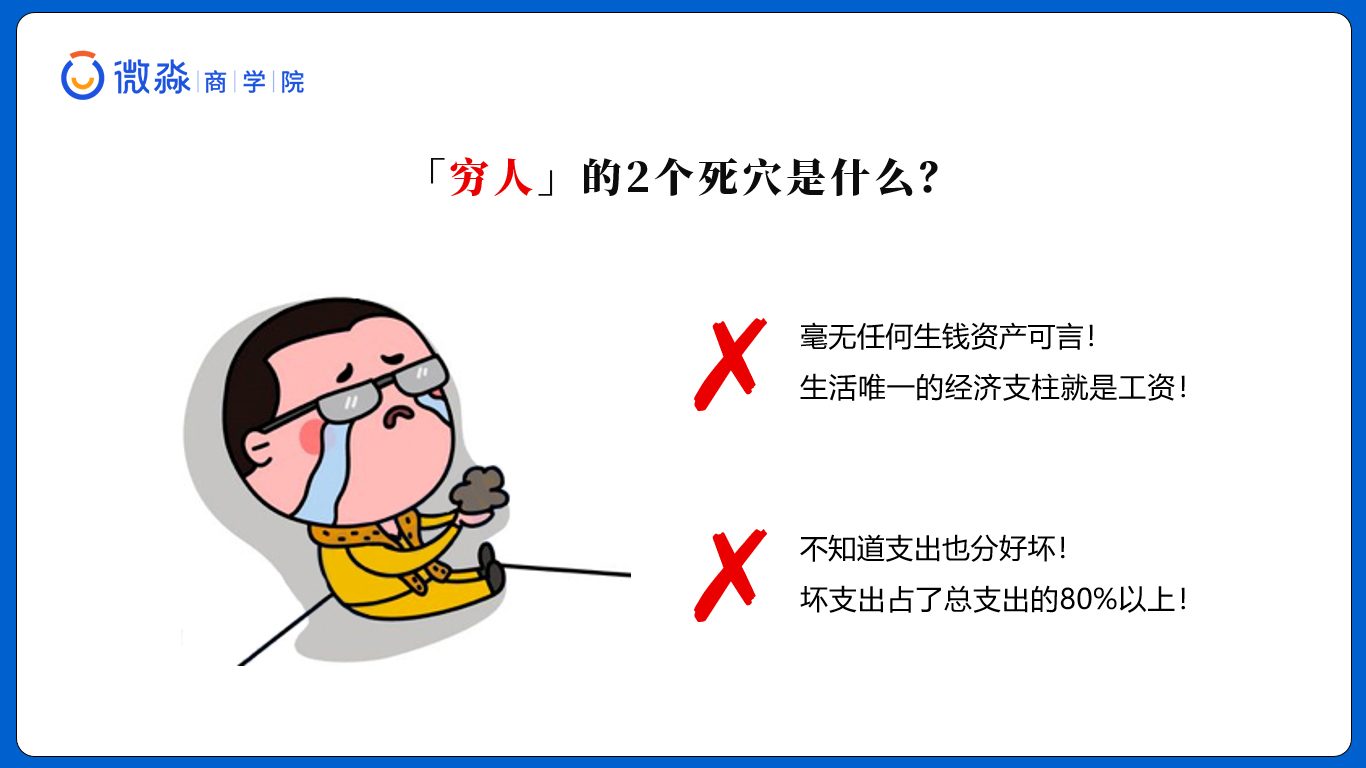 微淼商学院
「穷人」的2个死穴是什么?
毫无任何生钱资产可言!
生活唯一的经济支柱就是工资!
不知道支出也分好坏!
坏支出占了总支出的80%以上!